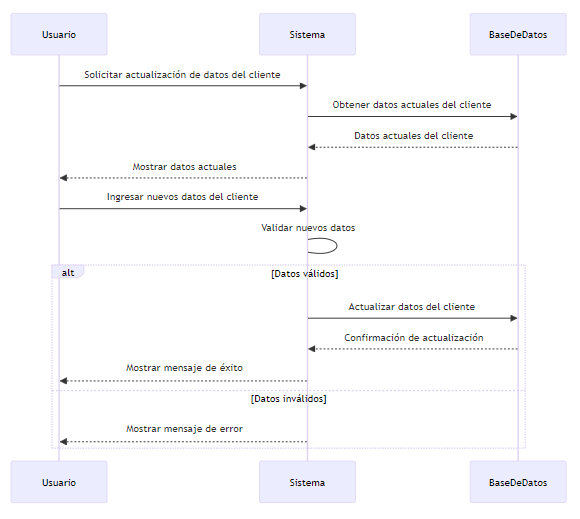 Usuario
Sistema
BaseDeDatos
Solicitar actualización de datos del cliente
Obtener datos actuales del cliente
Datos actuales del cliente
Mostrar datos actuales
Ingresar nuevos datos del cliente
Validar nuevos datos
alt
[Datos válidos]
Actualizar datos del cliente
Confirmación de actualización
Mostrar mensaje de éxito
[Datos inválidos]
Mostrar mensaje de error
Usuario
Sistema
BaseDeDatos